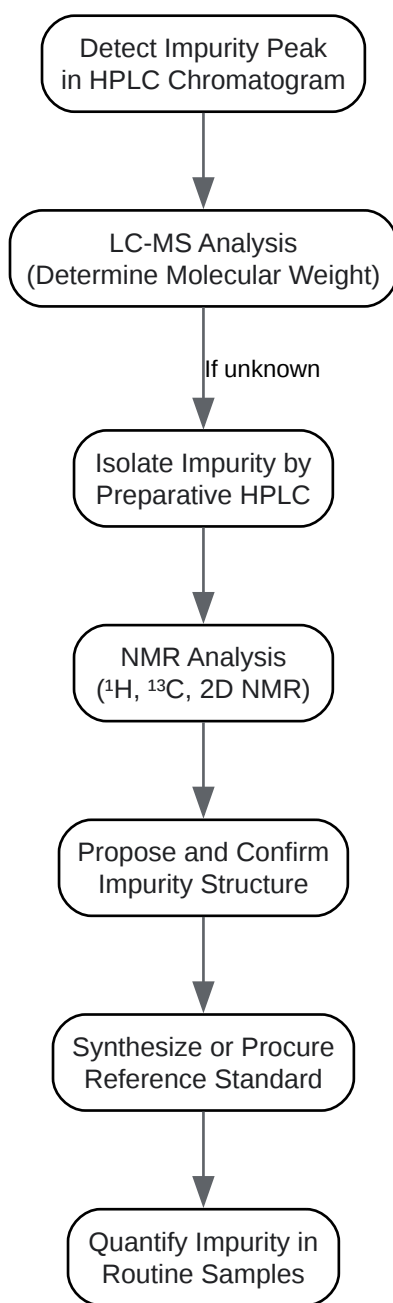 Detect Impurity Peak
in HPLC Chromatogram
LC-MS Analysis
(Determine Molecular Weight)
If unknown
Isolate Impurity by
Preparative HPLC
NMR Analysis
(¹H, ¹³C, 2D NMR)
Propose and Confirm
Impurity Structure
Synthesize or Procure
Reference Standard
Quantify Impurity in
Routine Samples